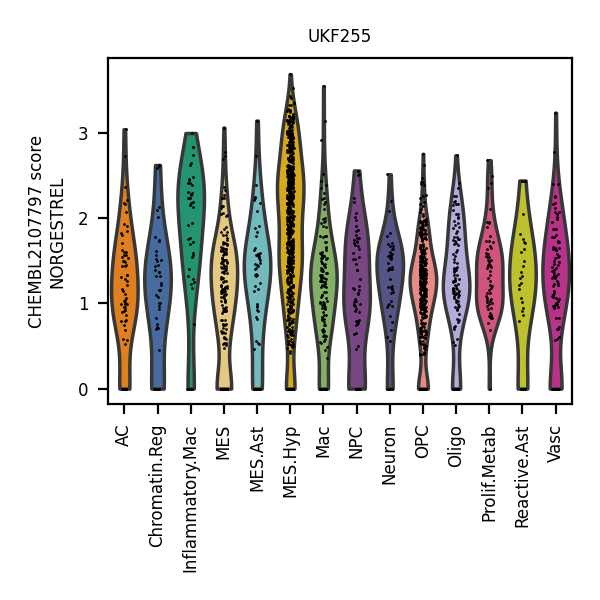 UKF255
CHEMBL2107797 score
NORGESTREL
3
2
1
0
AC
Chromatin.Reg
Inflammatory.Mac
MES
MES.Ast
MES.Hyp
Mac
NPC
Neuron
OPC
Oligo
Prolif.Metab
Reactive.Ast
Vasc